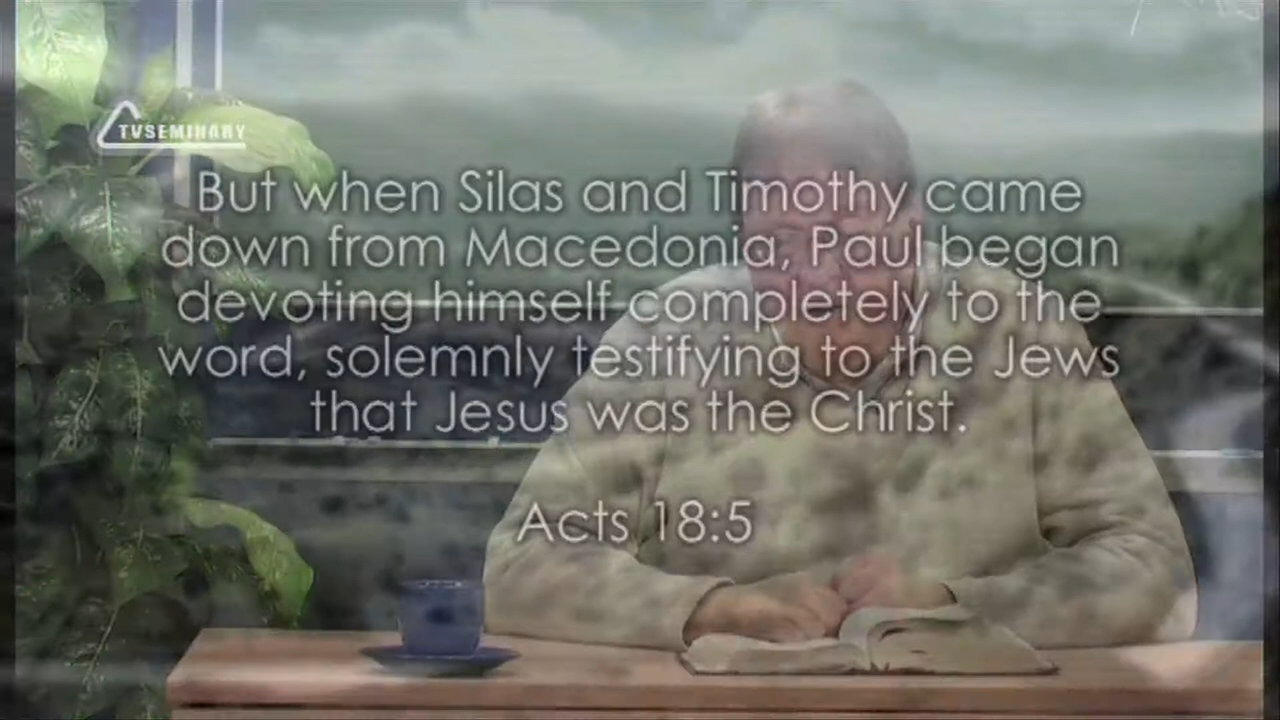 TVSEMINARY
But when Silas and Timothy came
down from Macedonia, Paul began
devoting himself completely to the
word, solemnly testifying to the Jews
that Jesus was the Christ.
Acts 18:5